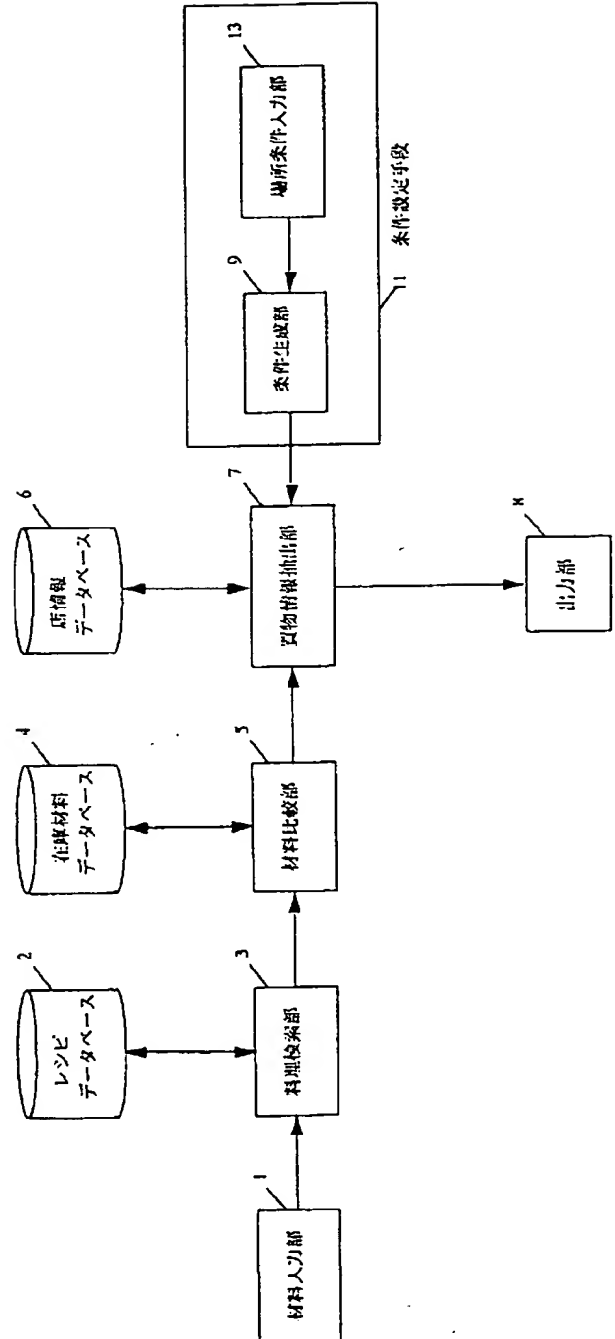 レシピ
データベース
2
在庫材料
データベース
4
店情報
データベース
6
材料入力部
1
料理検索部
3
材料比較部
5
買物情報抽出部
7
条件生成部
9
場所条件入力部
13
条件設定手段
11
出力部
8